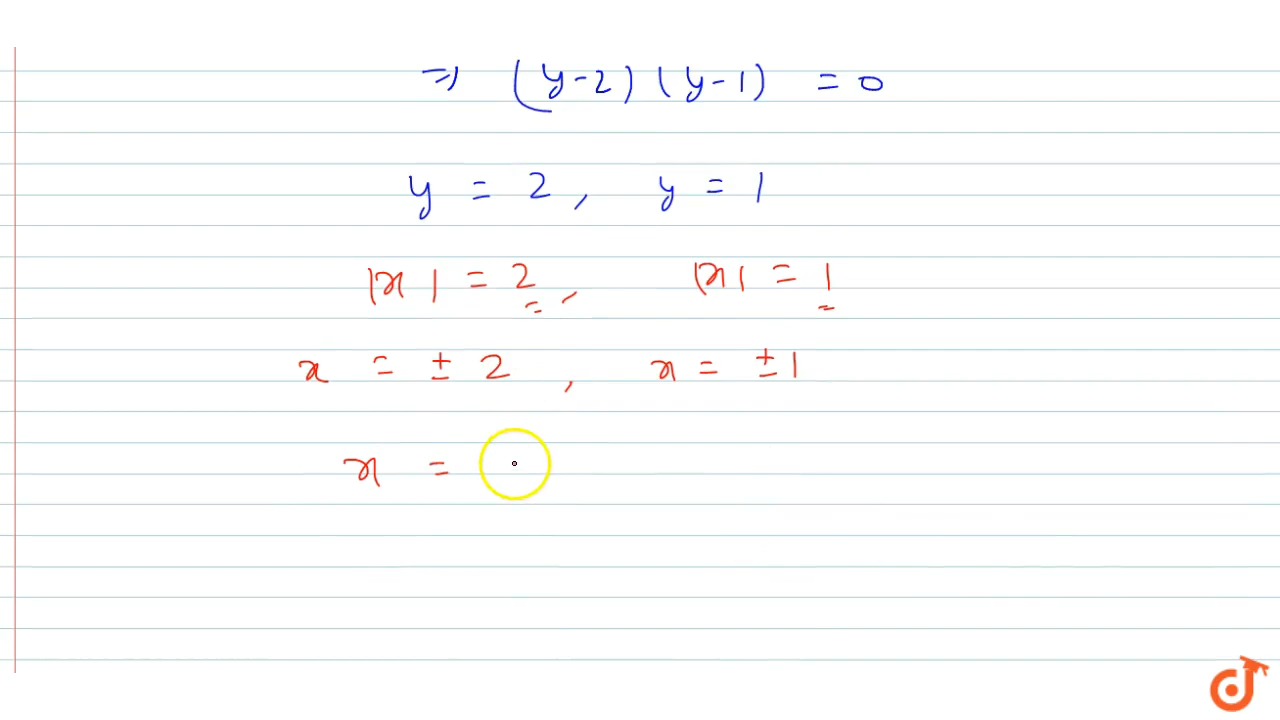 ⇒ (y-2) (y-1) = 0
y = 2, y = 1
|x| = 2, |x| = 1
x = ± 2, x = ± 1
x =